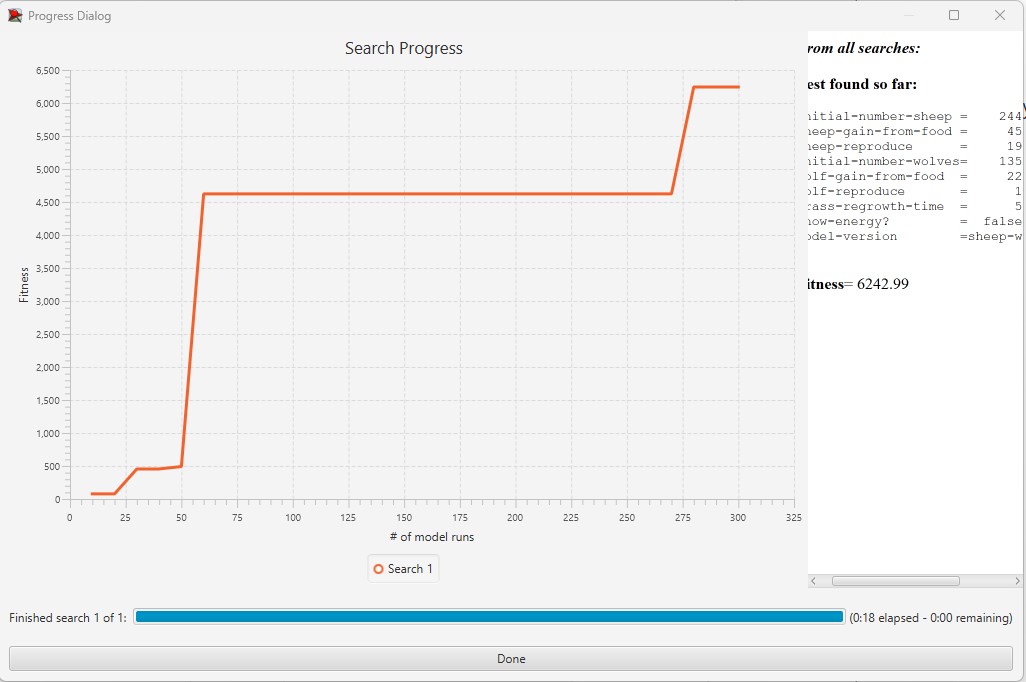 Progress Dialog
Search Progress
6,500
6,000
5,500
5,000
4,500
4,000
3,500
3,000
2,500
2,000
1,500
1,000
500
0
Fitness
0 25 50 75 100 125 150 175 200 225 250 275 300 325
# of model runs
Search 1
rom all searches:
est found so far:
nitial-number-sheep = 244
heep-gain-from-food = 45
heep-reproduce = 19
nitial-number-wolves= 135
olf-gain-from-food = 22
olf-reproduce = 1
rass-regrowth-time = 5
how-energy? = false
odel-version =sheep-w
itness= 6242.99
Finished search 1 of 1: (0:18 elapsed - 0:00 remaining)
Done